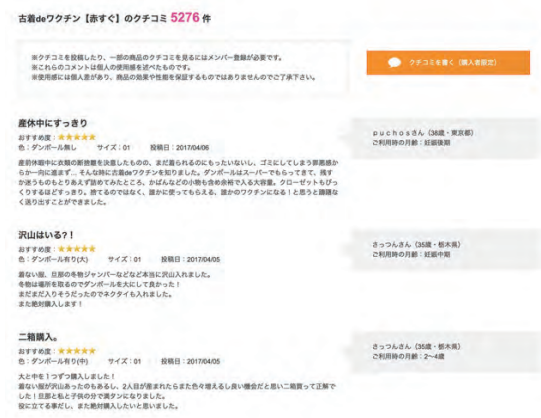 古着deワクチン【赤すぐ】のクチコミ 5276 件
※クチコミを投稿したり、一部の商品のクチコミを見るにはメンバー登録が必要です。
※これらのコメントは個人の使用感を述べたものです。
※使用感には個人差があり、商品の効果や性能を保証するものではありませんのでご了承下さい。
クチコミを書く（購入者限定）
産休中にすっきり
おすすめ度：★★★★★
色：ダンボール無し サイズ：01 投稿日：2017/04/06
産前休暇中に衣類の断捨離を決意したものの、まだ着られるのにもったいないし、ゴミにしてしまう罪悪感か
らか一向に進まず... そんな時に古着deワクチンを知りました。ダンボールはスーパーでもらってきて、残す
か迷うものもとりあえず詰めてみたところ、かばんなどの小物も含め余裕で入る大容量。クローゼットもびっ
くりするほどすっきり。捨てるのではなく、誰かに使ってもらえる、誰かのワクチンになる！と思うと躊躇な
く送り出すことができました。
puchosさん（38歳・東京都）
ご利用時の月齢：妊娠後期
沢山はいる?！
おすすめ度：★★★★★
色：ダンボール有り(大) サイズ：01 投稿日：2017/04/05
着ない服、旦那の冬物ジャンパーなどなど本当に沢山入れました。
冬物は場所を取るのでダンボールを大にして良かった！
まだまだ入りそうだったのでネクタイも入れました。
また絶対購入します！
さっつんさん（35歳・栃木県）
ご利用時の月齢：妊娠中期
二箱購入。
おすすめ度：★★★★★
色：ダンボール有り(中) サイズ：01 投稿日：2017/04/05
大と中を１つずつ購入しました！
着ない服が沢山あったのもあるし、2人目が産まれたらまた色々増えるし良い機会だと思い二箱買って正解で
した！旦那と私と子供の分で満タンになりました。
役に立てる事だし、また絶対購入したいと思いました。
さっつんさん（35歳・栃木県）
ご利用時の月齢：2〜4歳